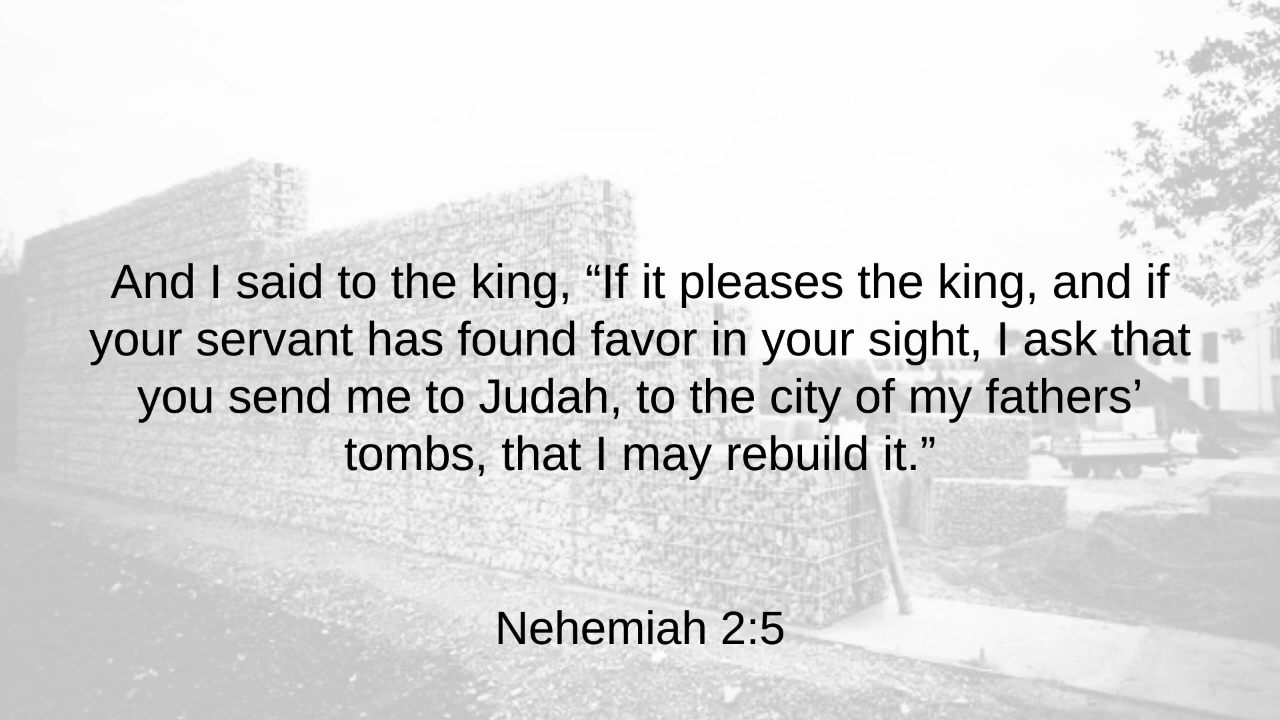 And I said to the king, “If it pleases the king, and if
your servant has found favor in your sight, I ask that
you send me to Judah, to the city of my fathers’
tombs, that I may rebuild it.”
Nehemiah 2:5